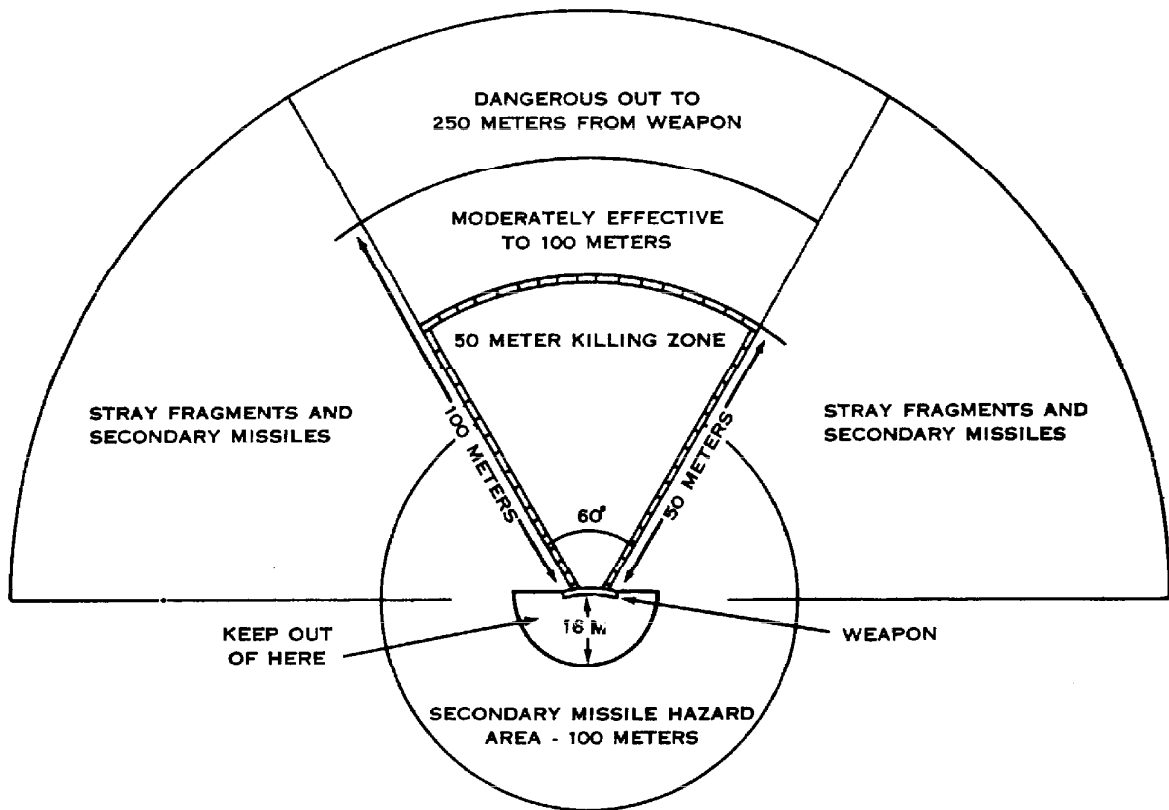 DANGEROUS OUT TO
250 METERS FROM WEAPON
MODERATELY EFFECTIVE
TO 100 METERS
50 METER KILLING ZONE
STRAY FRAGMENTS AND
SECONDARY MISSILES
100 METERS
50 METERS
STRAY FRAGMENTS AND
SECONDARY MISSILES
60°
KEEP OUT
OF HERE
16 M
WEAPON
SECONDARY MISSILE HAZARD
AREA - 100 METERS